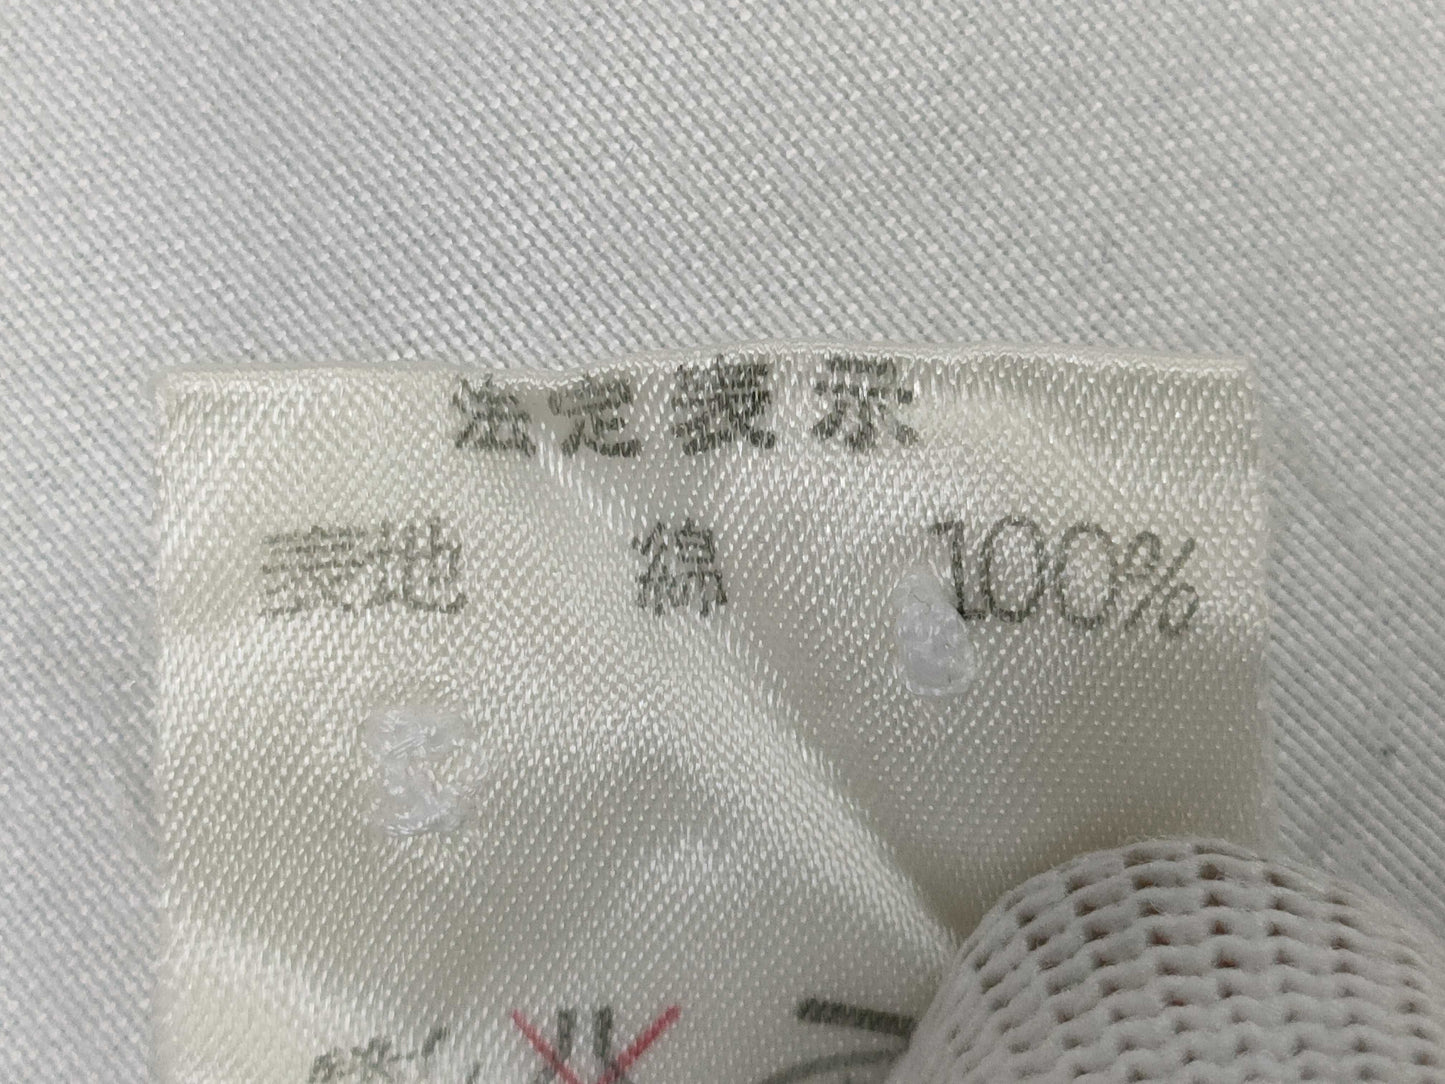 法定表示
表地 綿 100%